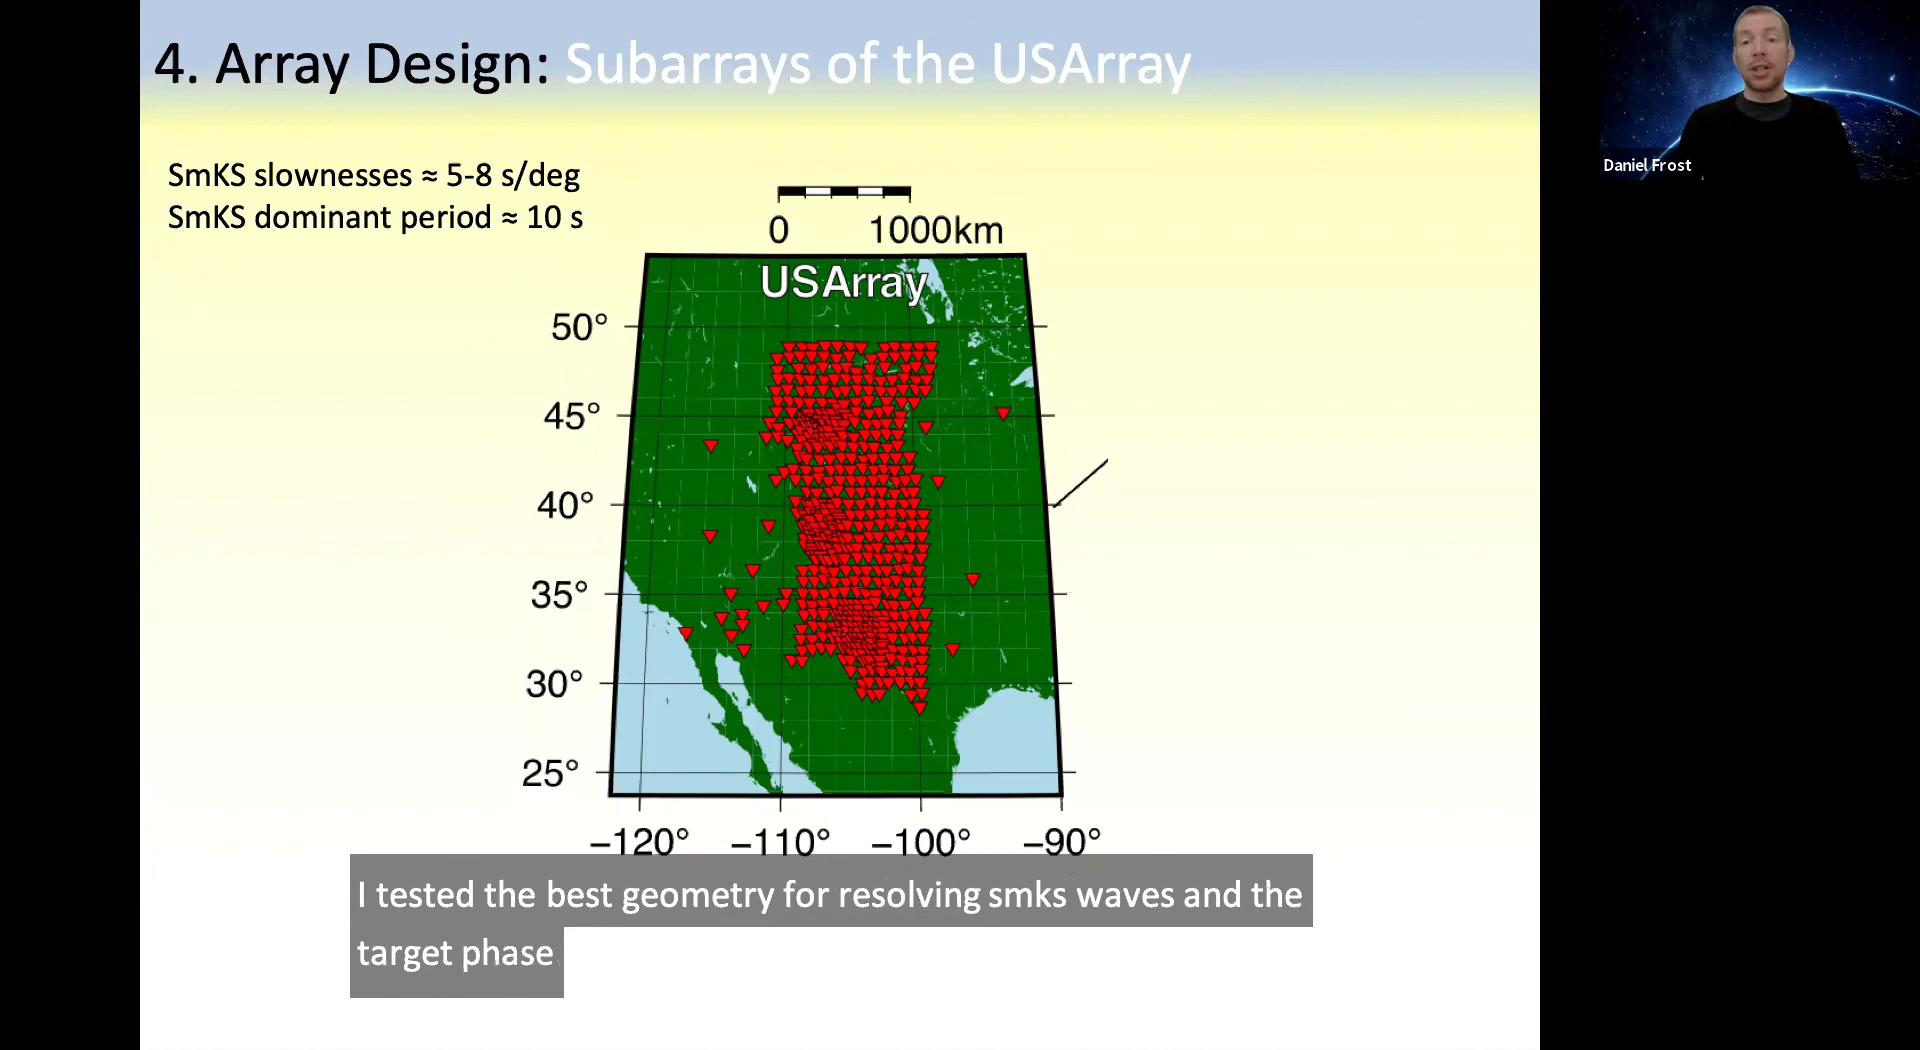 4. Array Design: Subarrays of the USArray
SmKS slownesses ≈ 5-8 s/deg
SmKS dominant period ≈ 10 s
0 1000km
USArray
50°
45°
40°
35°
30°
25°
−120° −110° −100° −90°
I tested the best geometry for resolving smks waves and the
target phase
Daniel Frost